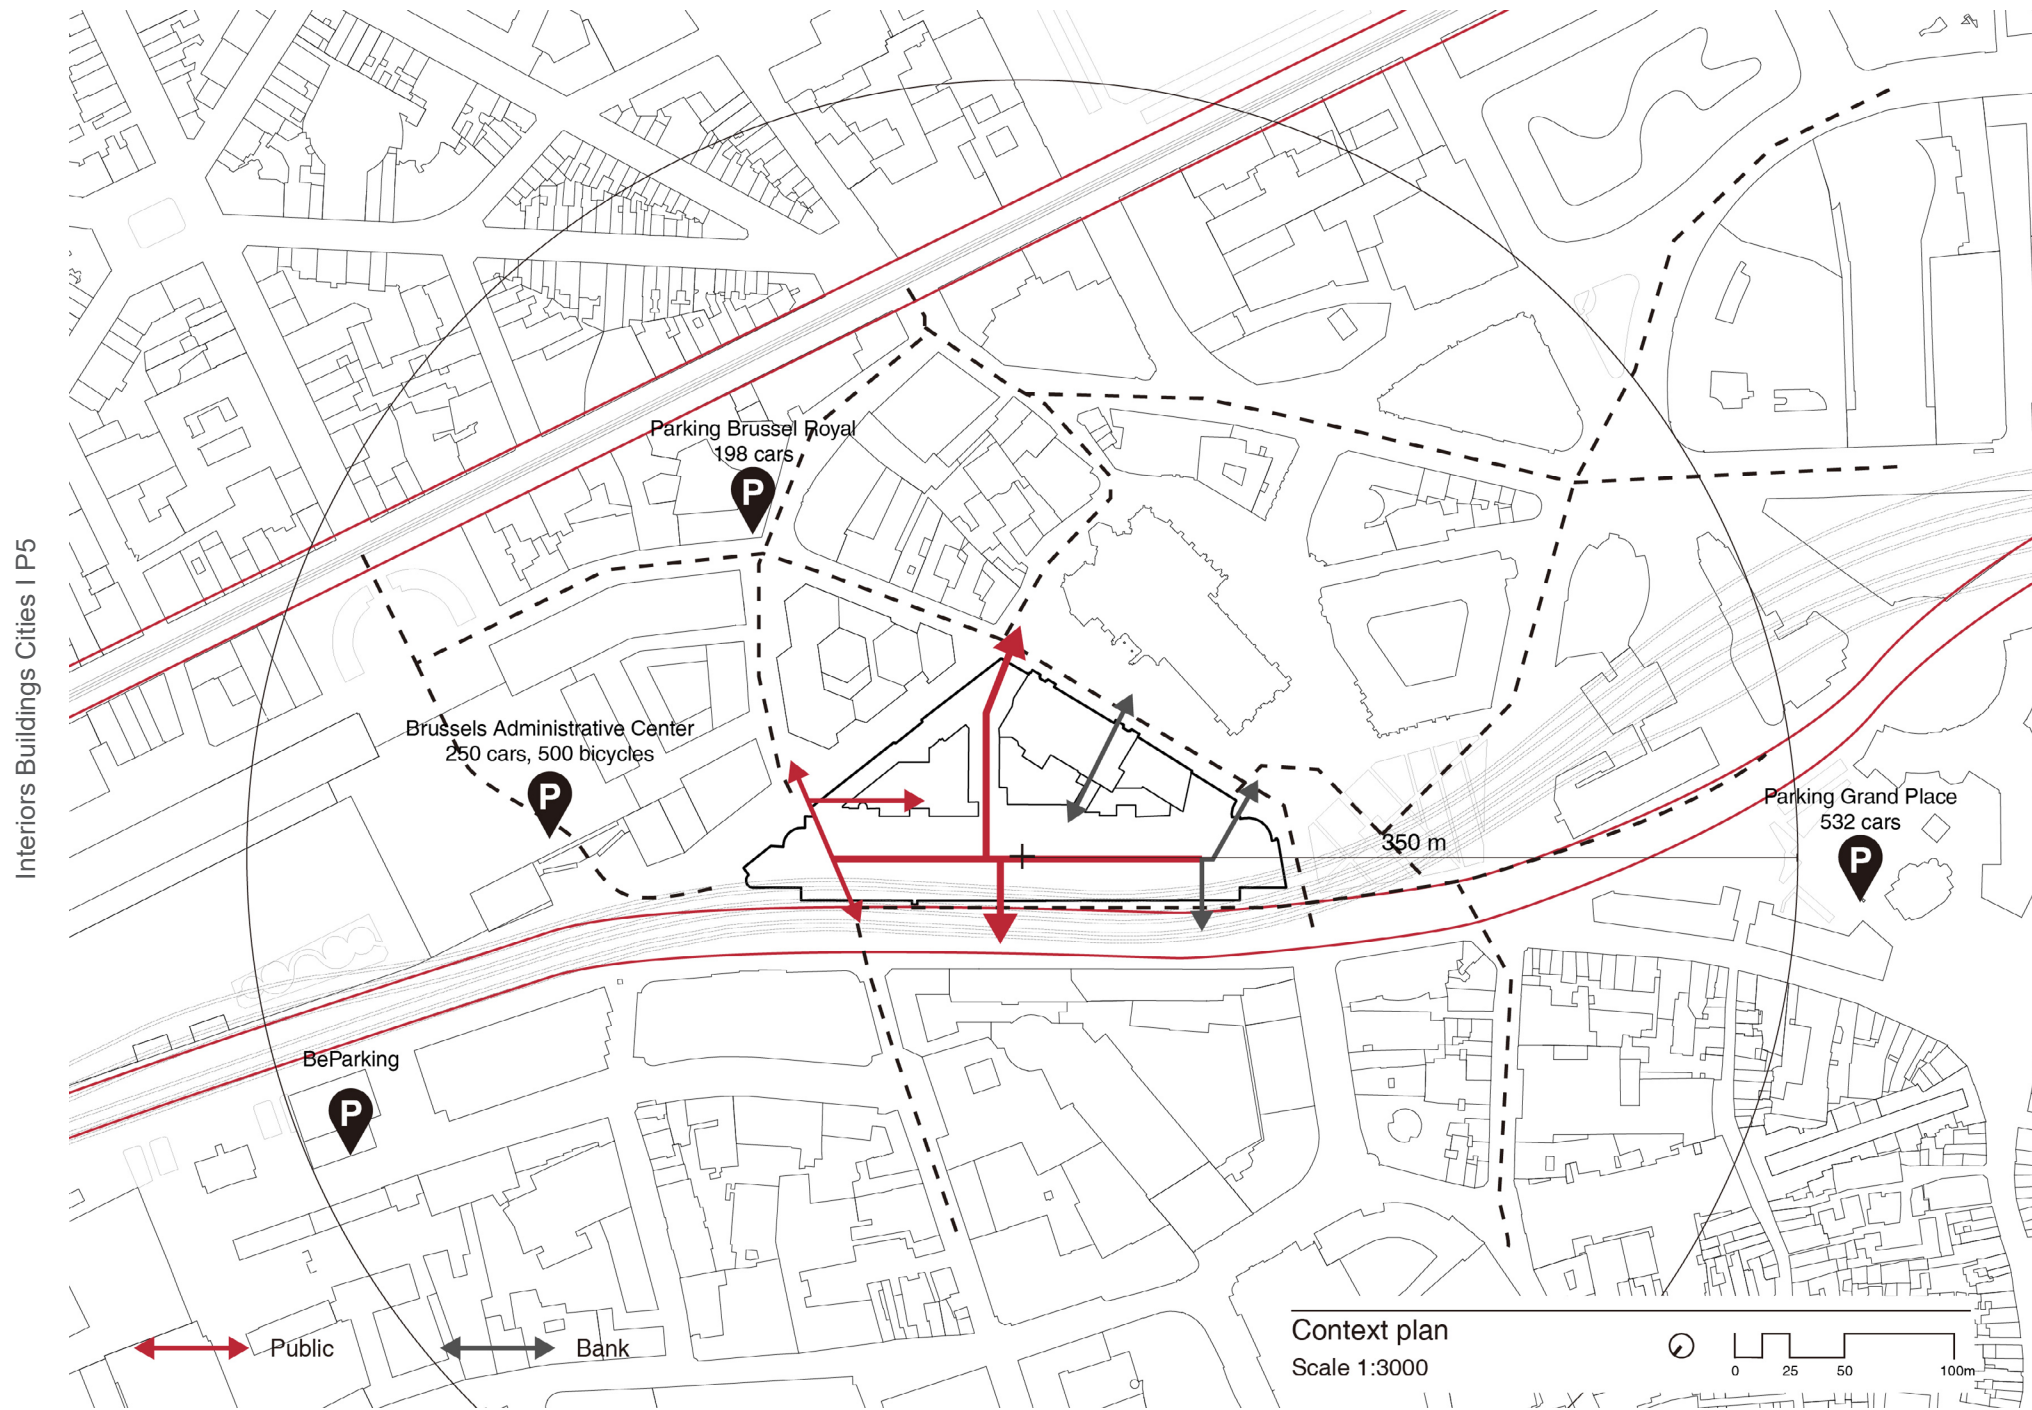 Interiors Buildings Cities I P5
Parking Brussel Royal
198 cars
P
Brussels Administrative Center
250 cars, 500 bicycles
P
Parking Grand Place
532 cars
P
350 m
BeParking
P
Public
Bank
Context plan
Scale 1:3000
0 25 50 100m